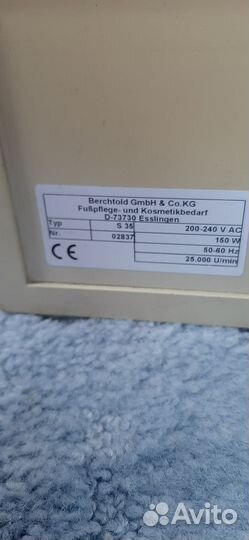 Berchtold GmbH & Co.KG
Fußpflege- und Kosmetikbedarf
D-73730 Esslingen
Typ S 35 200-240 V AC
Nr. 02837 150 W
CE 50-60 Hz
25.000 U/min
Avito